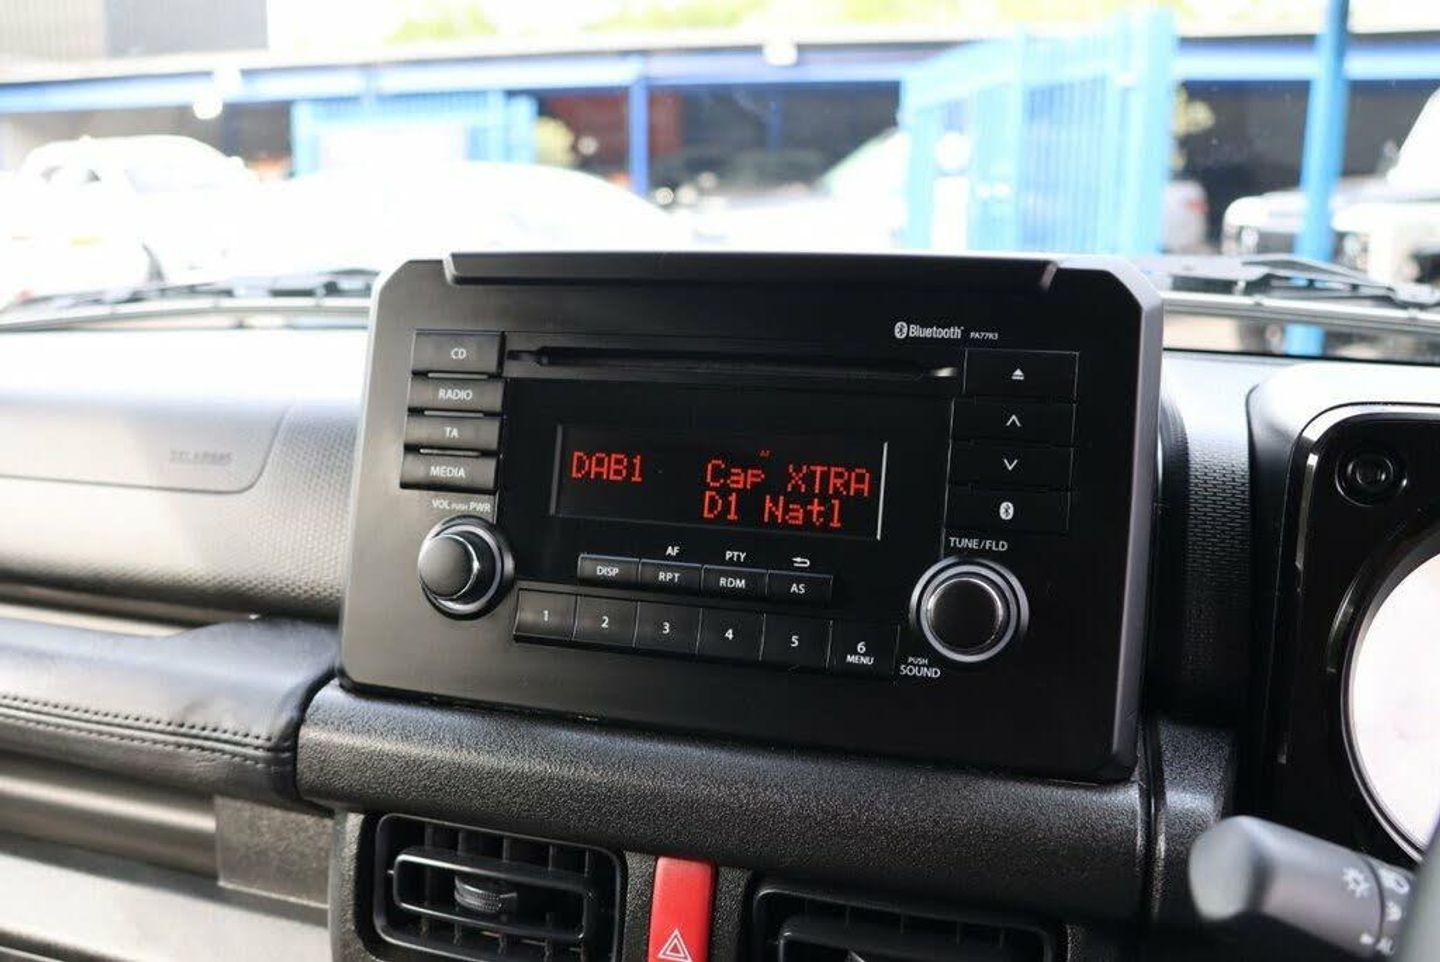 Bluetooth PA77R3
CD
RADIO
TA
MEDIA
VOL PUSH PWR
DAB1 Cap XTRA
D1 Natl
TUNE/FLD
AF PTY
DISP RPT RDM AS
1 2 3 4 5 6
MENU
PUSH
SOUND